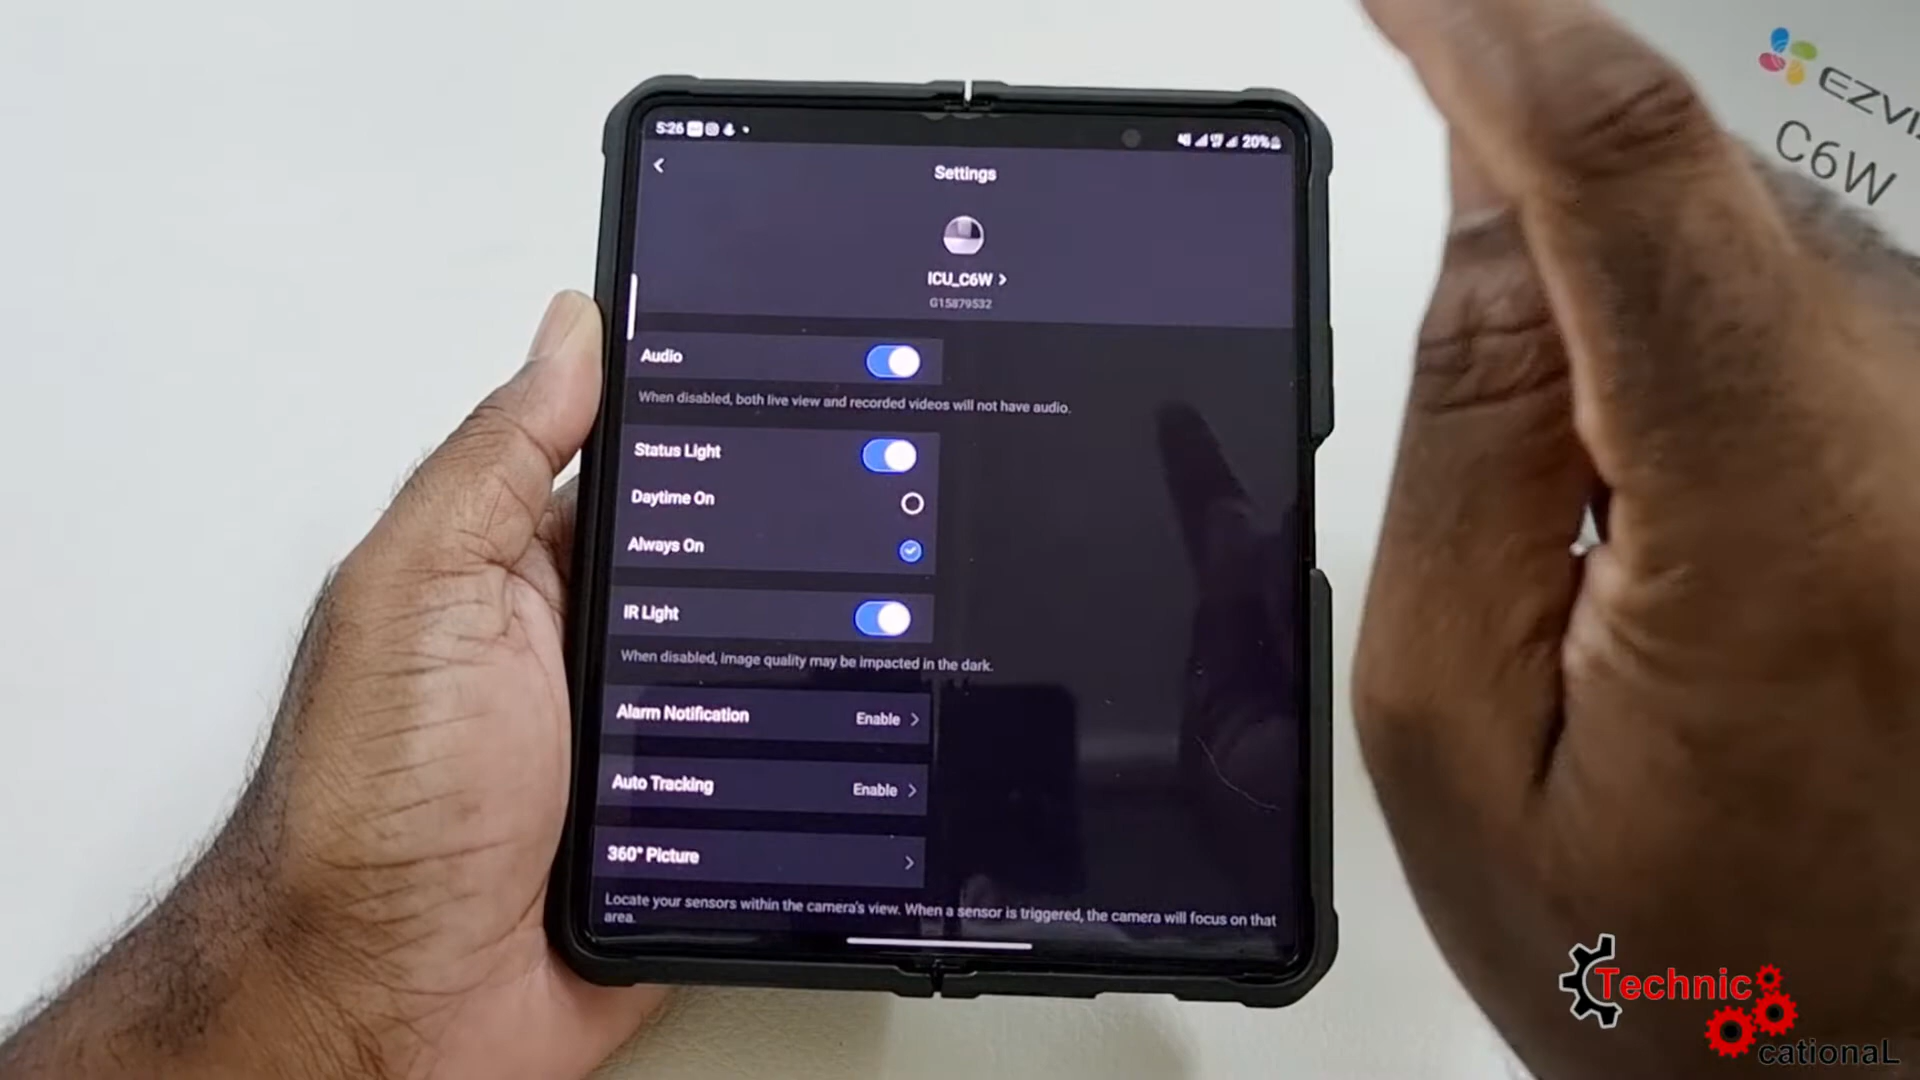 5:26
20%
Settings
ICU_C6W >
G15879532
Audio
When disabled, both live view and recorded videos will not have audio.
Status Light
Daytime On
Always On
IR Light
When disabled, image quality may be impacted in the dark.
Alarm Notification Enable >
Auto Tracking Enable >
360° Picture >
Locate your sensors within the camera's view. When a sensor is triggered, the camera will focus on that
area.
C6W
Technic
cationaL